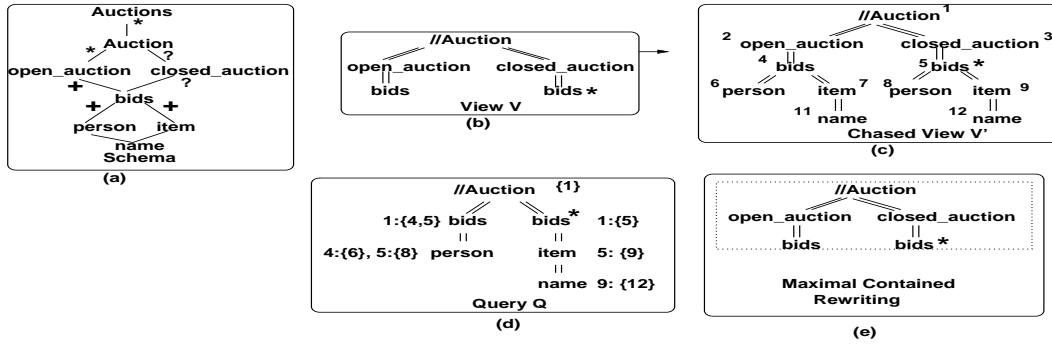 Auctions
*
Auction
* ?
open_auction closed_auction
+ ?
bids
+ +
person item
name
Schema
(a)
//Auction
open_auction closed_auction
bids bids *
View V
(b)
//Auction 1
2 open_auction closed_auction 3
4 bids 5 bids *
6 person item 7 8 person item 9
11 name 12 name
Chased View V'
(c)
//Auction {1}
1:{4,5} bids bids* 1:{5}
4:{6}, 5:{8} person item 5: {9}
name 9: {12}
Query Q
(d)
//Auction
open_auction closed_auction
bids bids *
Maximal Contained
Rewriting
(e)